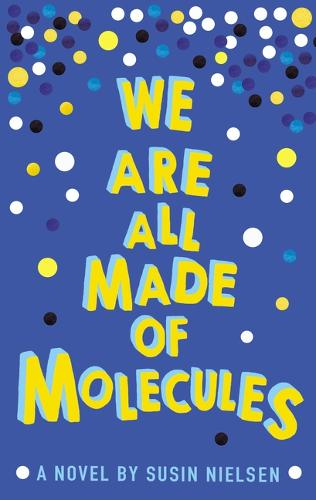 WE
ARE
ALL
MADE
OF
MOLECULES
A NOVEL BY SUSIN NIELSEN